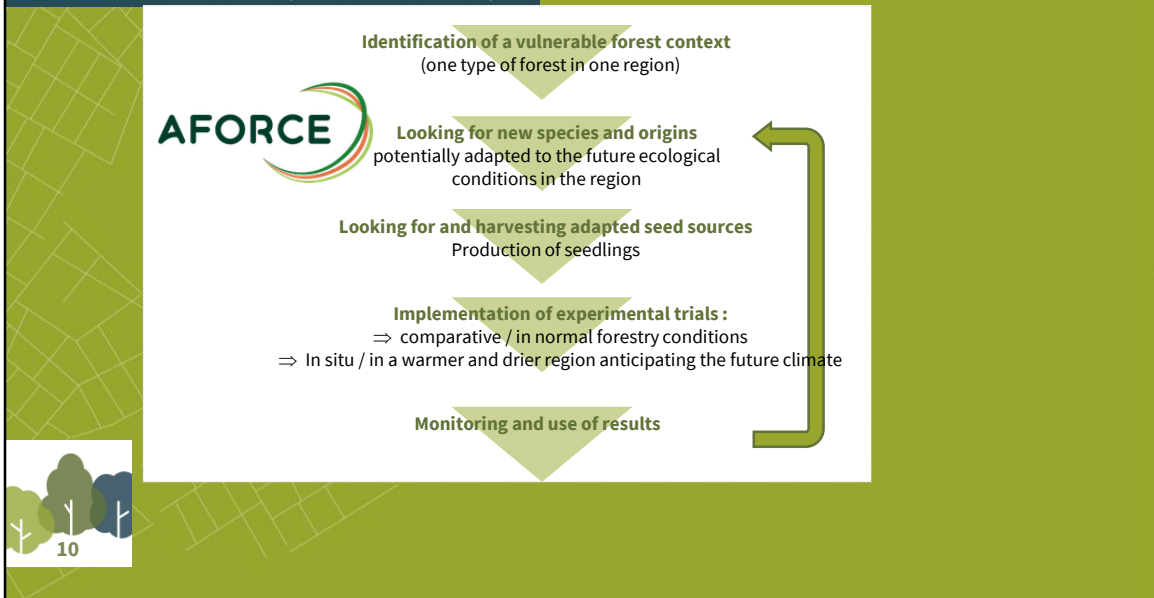 Identification of a vulnerable forest context
(one type of forest in one region)
AFORCE
Looking for new species and origins
potentially adapted to the future ecological
conditions in the region
Looking for and harvesting adapted seed sources
Production of seedlings
Implementation of experimental trials :
⇒ comparative / in normal forestry conditions
⇒ In situ / in a warmer and drier region anticipating the future climate
Monitoring and use of results
10